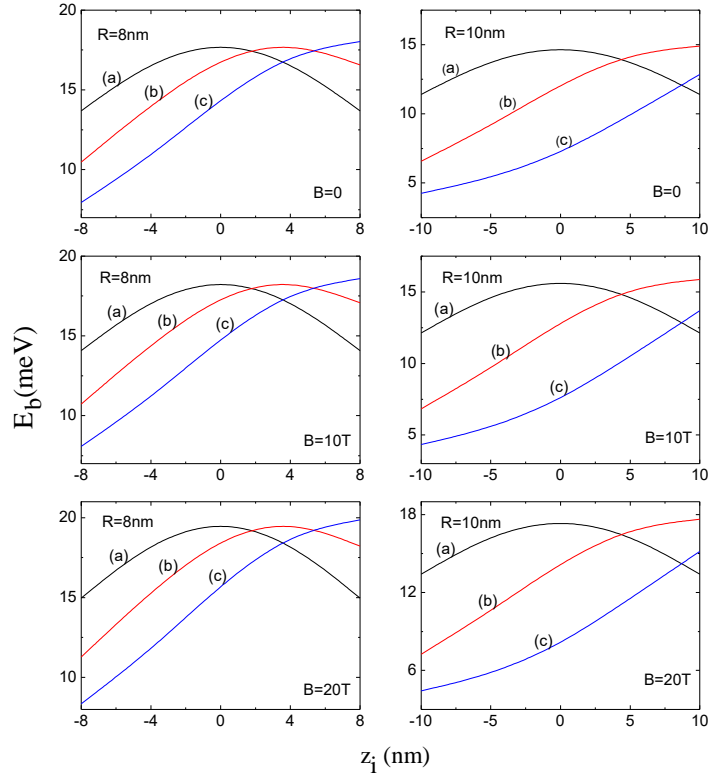 20
R=8nm
(a)
15
(b)
(c)
10
B=0
-8 -4 0 4 8
R=10nm
15
(a)
(b)
10
(c)
5
B=0
-10 -5 0 5 10
20
R=8nm
(a)
(b)
15
(c)
10
B=10T
-8 -4 0 4 8
R=10nm
15
(a)
(b)
10
(c)
5
B=10T
-10 -5 0 5 10
20
R=8nm
(a)
(b)
15
(c)
10
B=20T
-8 -4 0 4 8
18
R=10nm
(a)
15
12
(b)
9
(c)
6
B=20T
-10 -5 0 5 10
E_b(meV)
z_i (nm)